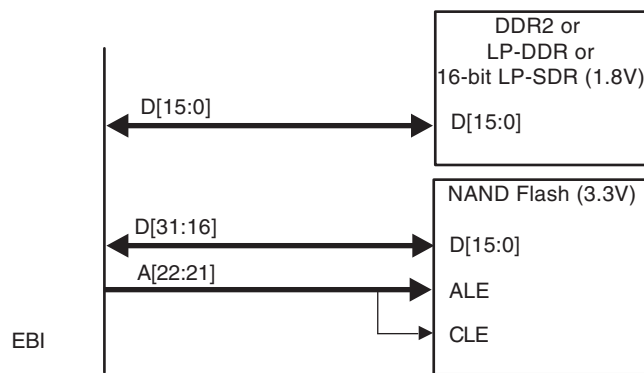 DDR2 or
LP-DDR or
16-bit LP-SDR (1.8V)
D[15:0]
D[15:0]
NAND Flash (3.3V)
D[31:16]
D[15:0]
A[22:21]
ALE
CLE
EBI